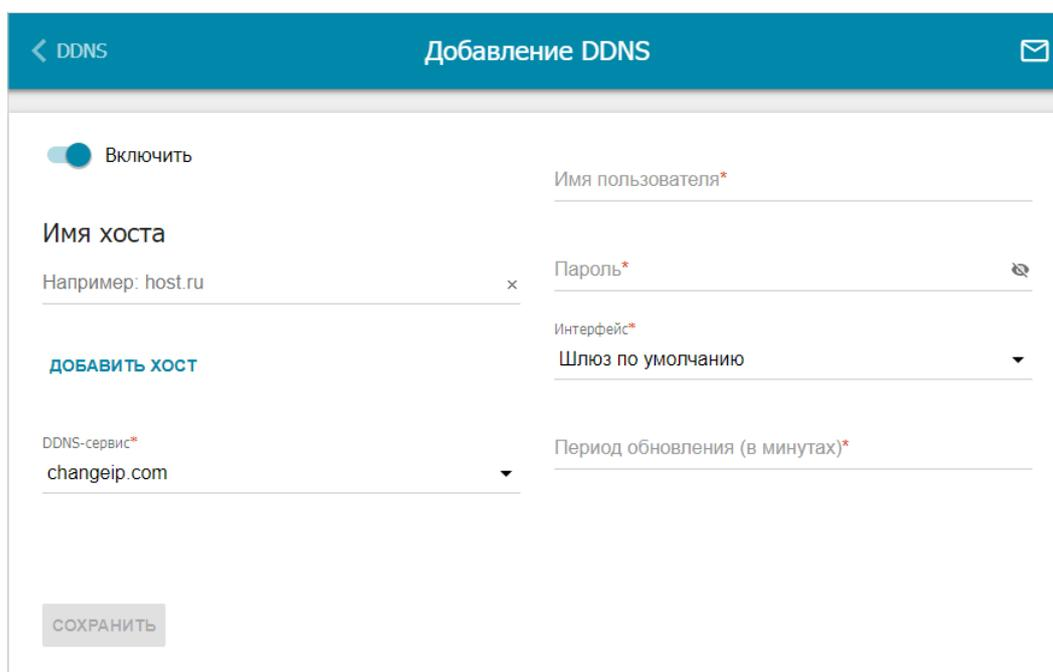 DDNS
Добавление DDNS
Включить
Имя хоста
Например: host.ru
ДОБАВИТЬ ХОСТ
DDNS-сервис*
changeip.com
Имя пользователя*
Пароль*
Интерфейс*
Шлюз по умолчанию
Период обновления (в минутах)*
СОХРАНИТЬ